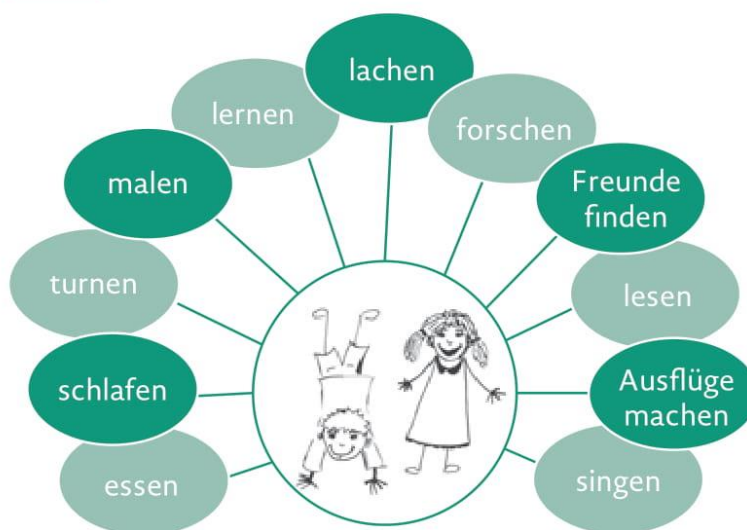 lachen
lernen
forschen
malen
Freunde
finden
turnen
lesen
schlafen
Ausflüge
machen
essen
singen